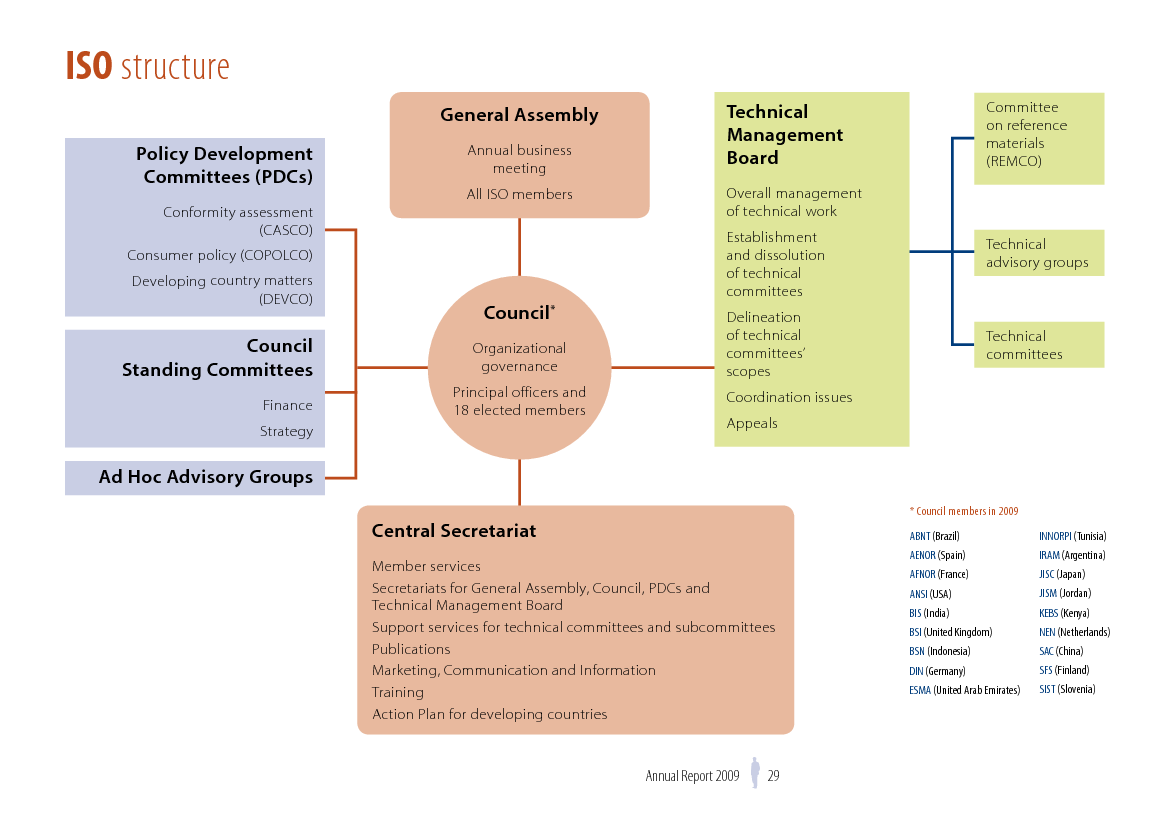 ISO structure
Policy Development
Committees (PDCs)
Conformity assessment
(CASCO)
Consumer policy (COPOLCO)
Developing country matters
(DEVCO)
Council
Standing Committees
Finance
Strategy
Ad Hoc Advisory Groups
General Assembly
Annual business
meeting
All ISO members
Council*
Organizational
governance
Principal officers and
18 elected members
Central Secretariat
Member services
Secretariats for General Assembly, Council, PDCs and
Technical Management Board
Support services for technical committees and subcommittees
Publications
Marketing, Communication and Information
Training
Action Plan for developing countries
Technical
Management
Board
Overall management
of technical work
Establishment
and dissolution
of technical
committees
Delineation
of technical
committees’
scopes
Coordination issues
Appeals
Committee
on reference
materials
(REMCO)
Technical
advisory groups
Technical
committees
* Council members in 2009
ABNT (Brazil)
AENOR (Spain)
AFNOR (France)
ANSI (USA)
BIS (India)
BSI (United Kingdom)
BSN (Indonesia)
DIN (Germany)
ESMA (United Arab Emirates)
INNORPI (Tunisia)
IRAM (Argentina)
JISC (Japan)
JISM (Jordan)
KEBS (Kenya)
NEN (Netherlands)
SAC (China)
SFS (Finland)
SIST (Slovenia)
Annual Report 2009 29